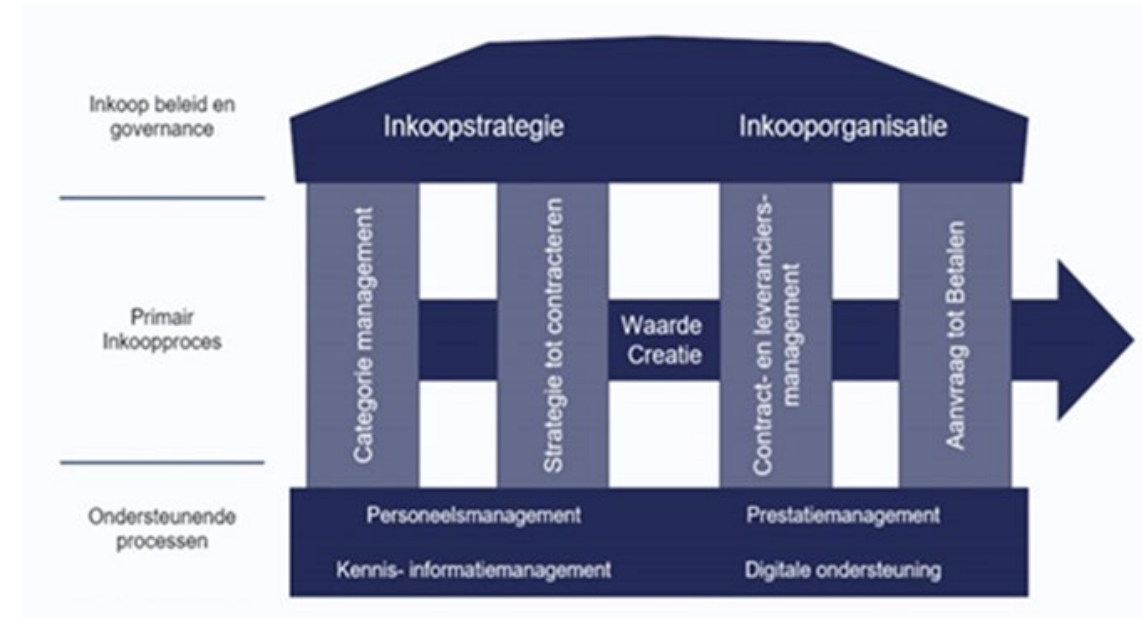 Inkoop beleid en
governance
Inkoopstrategie
Inkooporganisatie
Primair
Inkoopproces
Categorie management
Strategie tot contracteren
Waarde
Creatie
Contract- en leveranciers-
management
Aanvraag tot Betalen
Ondersteunende
processen
Personeelsmanagement
Prestatiemanagement
Kennis- informatiemanagement
Digitale ondersteuning